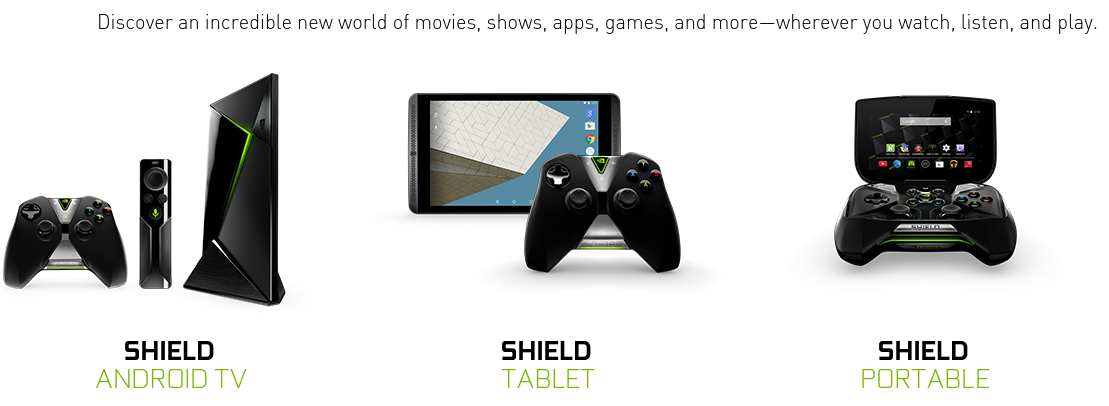 Discover an incredible new world of movies, shows, apps, games, and more—wherever you watch, listen, and play.
SHIELD
SHIELD
ANDROID TV
SHIELD
TABLET
SHIELD
PORTABLE